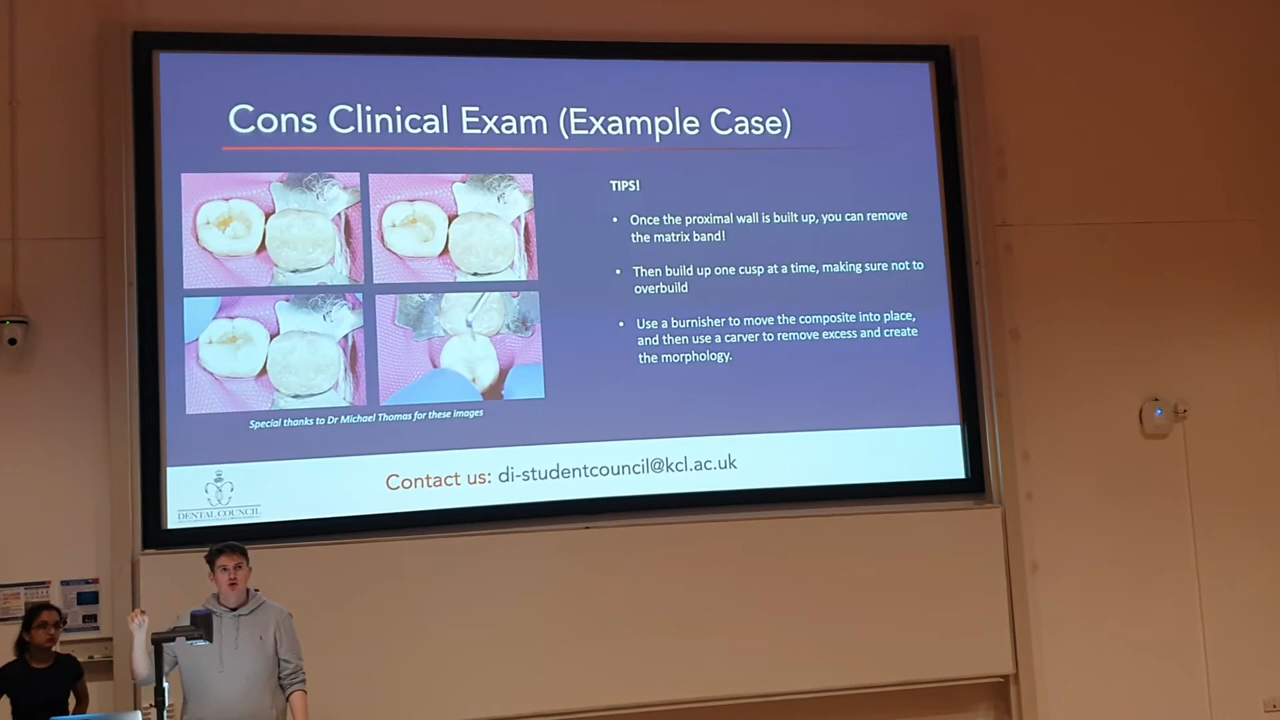 Cons Clinical Exam (Example Case)
TIPS!
• Once the proximal wall is built up, you can remove
the matrix band!
• Then build up one cusp at a time, making sure not to
overbuild
• Use a burnisher to move the composite into place,
and then use a carver to remove excess and create
the morphology.
Special thanks to Dr Michael Thomas for these images
Contact us: di-studentcouncil@kcl.ac.uk
DENTAL COUNCIL